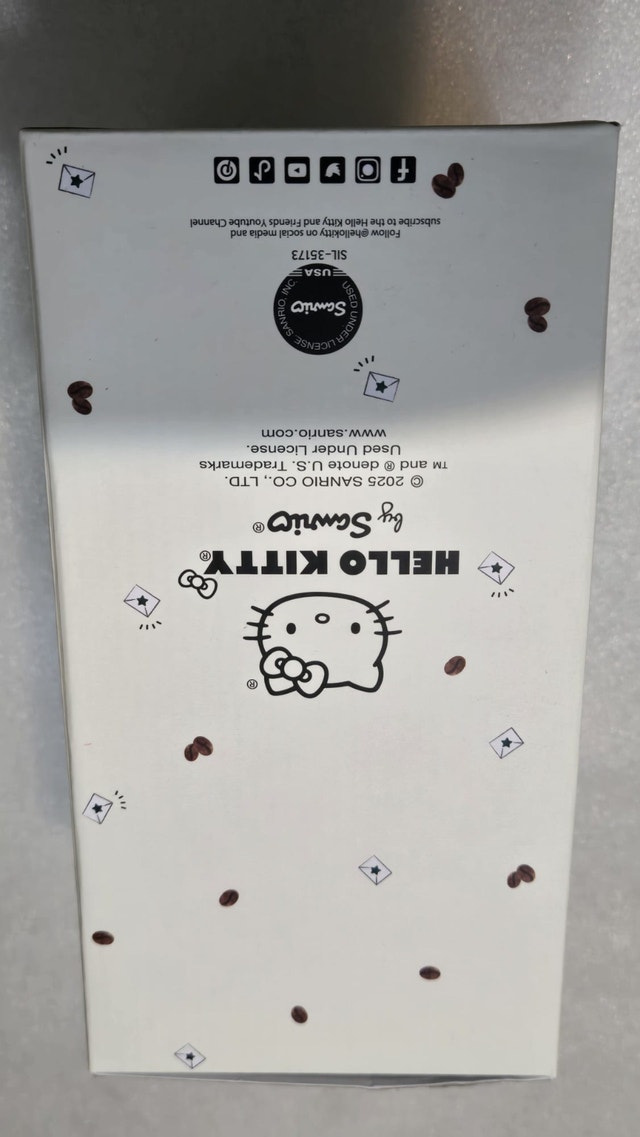 HELLO KITTY®
by Sanrio®
© 2025 SANRIO CO., LTD.
TM and ® denote U.S. Trademarks
Used Under License.
www.sanrio.com
USED UNDER LICENSE SANRIO, INC.
Sanrio
USA
SIL-35173
Follow @hellokitty on social media and
subscribe to the Hello Kitty and Friends Youtube Channel